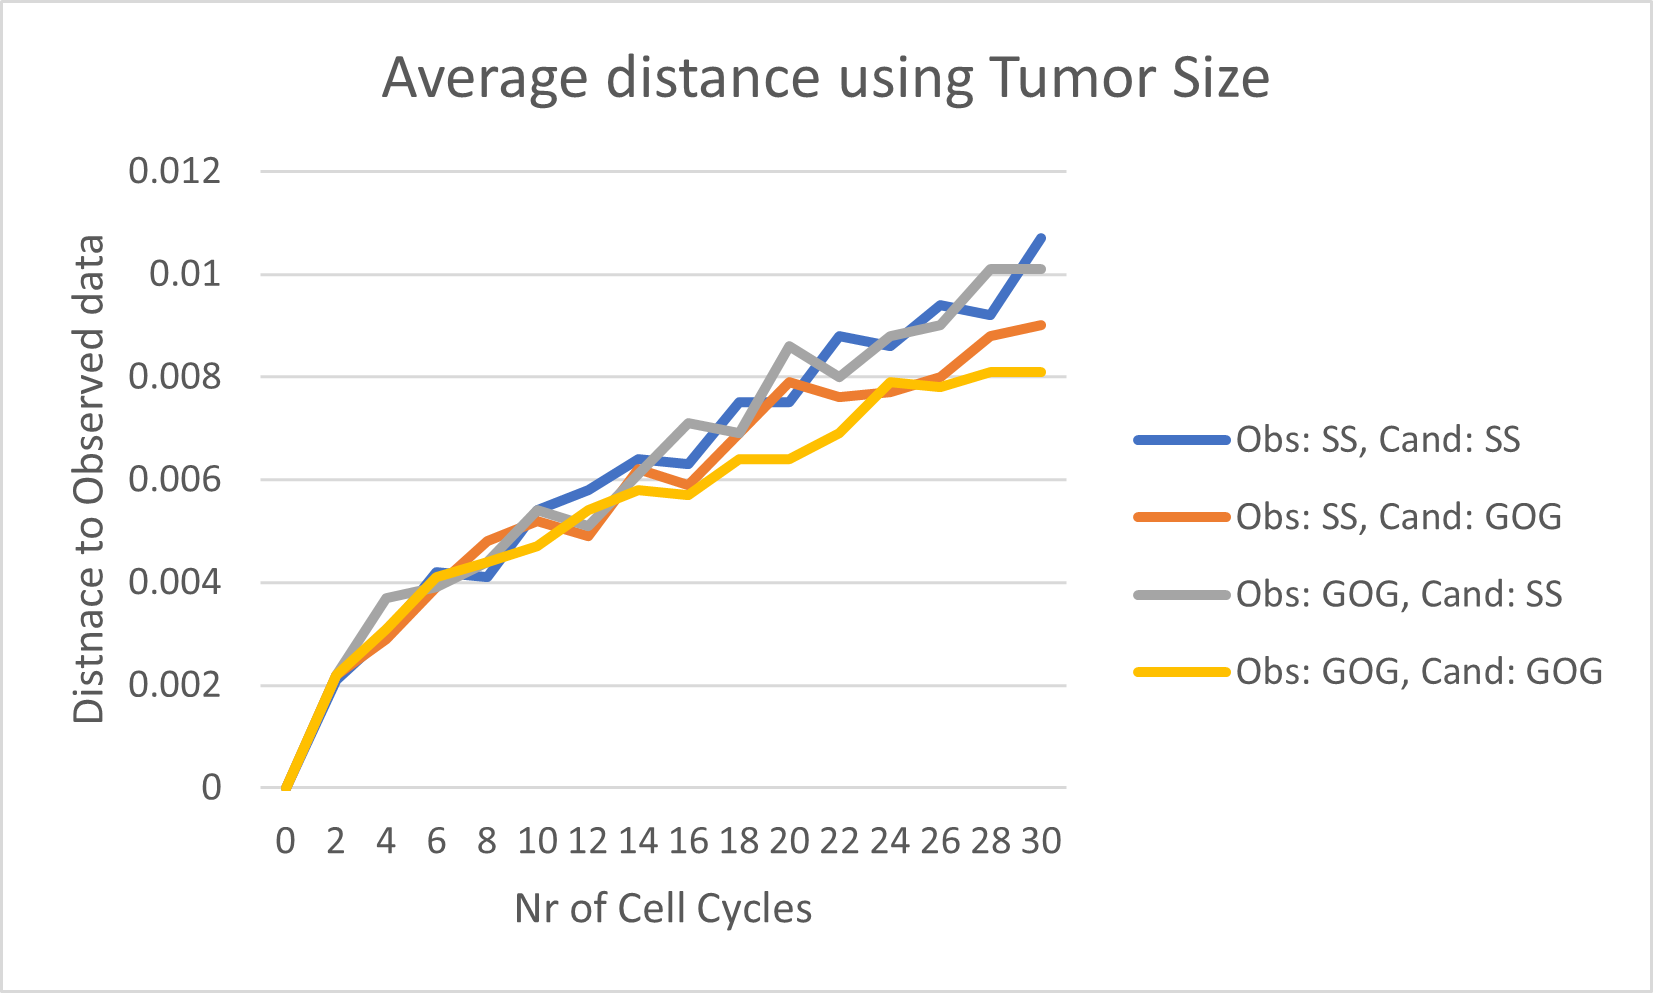 Average distance using Tumor Size
0.012
0.01
0.008
0.006
0.004
0.002
0
Distnace to Observed data
0 2 4 6 8 10 12 14 16 18 20 22 24 26 28 30
Nr of Cell Cycles
Obs: SS, Cand: SS
Obs: SS, Cand: GOG
Obs: GOG, Cand: SS
Obs: GOG, Cand: GOG